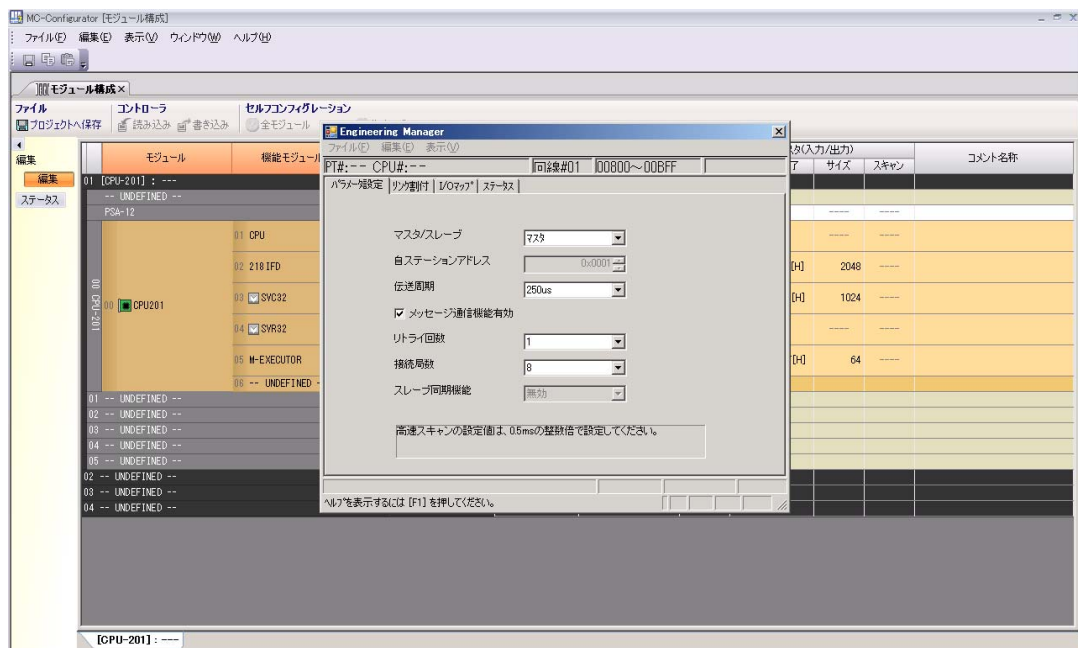 MC-Configurator [モジュール構成]
ファイル(F) 編集(E) 表示(V) ウィンドウ(W) ヘルプ(H)
モジュール構成×
ファイル コントローラ セルフコンフィグレーション
プロジェクトへ保存 読み込み 書き込み 全モジュール
Engineering Manager
ファイル(F) 編集(E) 表示(V)
PT#:-- CPU#:-- 回線#01 00800～00BFF
パラメータ設定 リンク割付 I/Oマップ ステータス
マスタ/スレーブ マスタ
自ステーションアドレス 0x0001
伝送周期 250us
メッセージ通信機能有効
リトライ回数 1
接続局数 8
スレーブ同期機能 無効
高速スキャンの設定値は、0.5msの整数倍で設定してください。
ヘルプを表示するには [F1] を押してください。
編集
編集
ステータス
モジュール 機能モジュール
スタ(入力/出力) コメント名称
了 サイズ スキャン
01 [CPU-201] : ---
-- UNDEFINED --
PSA-12 ---- ----
00 CPU-201
00 CPU201
01 CPU ---- ----
02 218IFD [H] 2048 ----
03 SVC32 [H] 1024 ----
04 SVR32 ---- ----
05 M-EXECUTOR [H] 64 ----
06 -- UNDEFINED -
01 -- UNDEFINED --
02 -- UNDEFINED --
03 -- UNDEFINED --
04 -- UNDEFINED --
05 -- UNDEFINED --
02 -- UNDEFINED --
03 -- UNDEFINED --
04 -- UNDEFINED --
[CPU-201] : ---